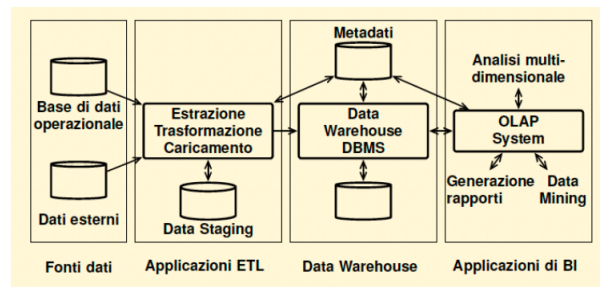 Base di dati
operazionale
Dati esterni
Fonti dati
Estrazione
Trasformazione
Caricamento
Data Staging
Applicazioni ETL
Metadati
Data
Warehouse
DBMS
Data Warehouse
Analisi multi-
dimensionale
OLAP
System
Generazione
rapporti
Data
Mining
Applicazioni di BI